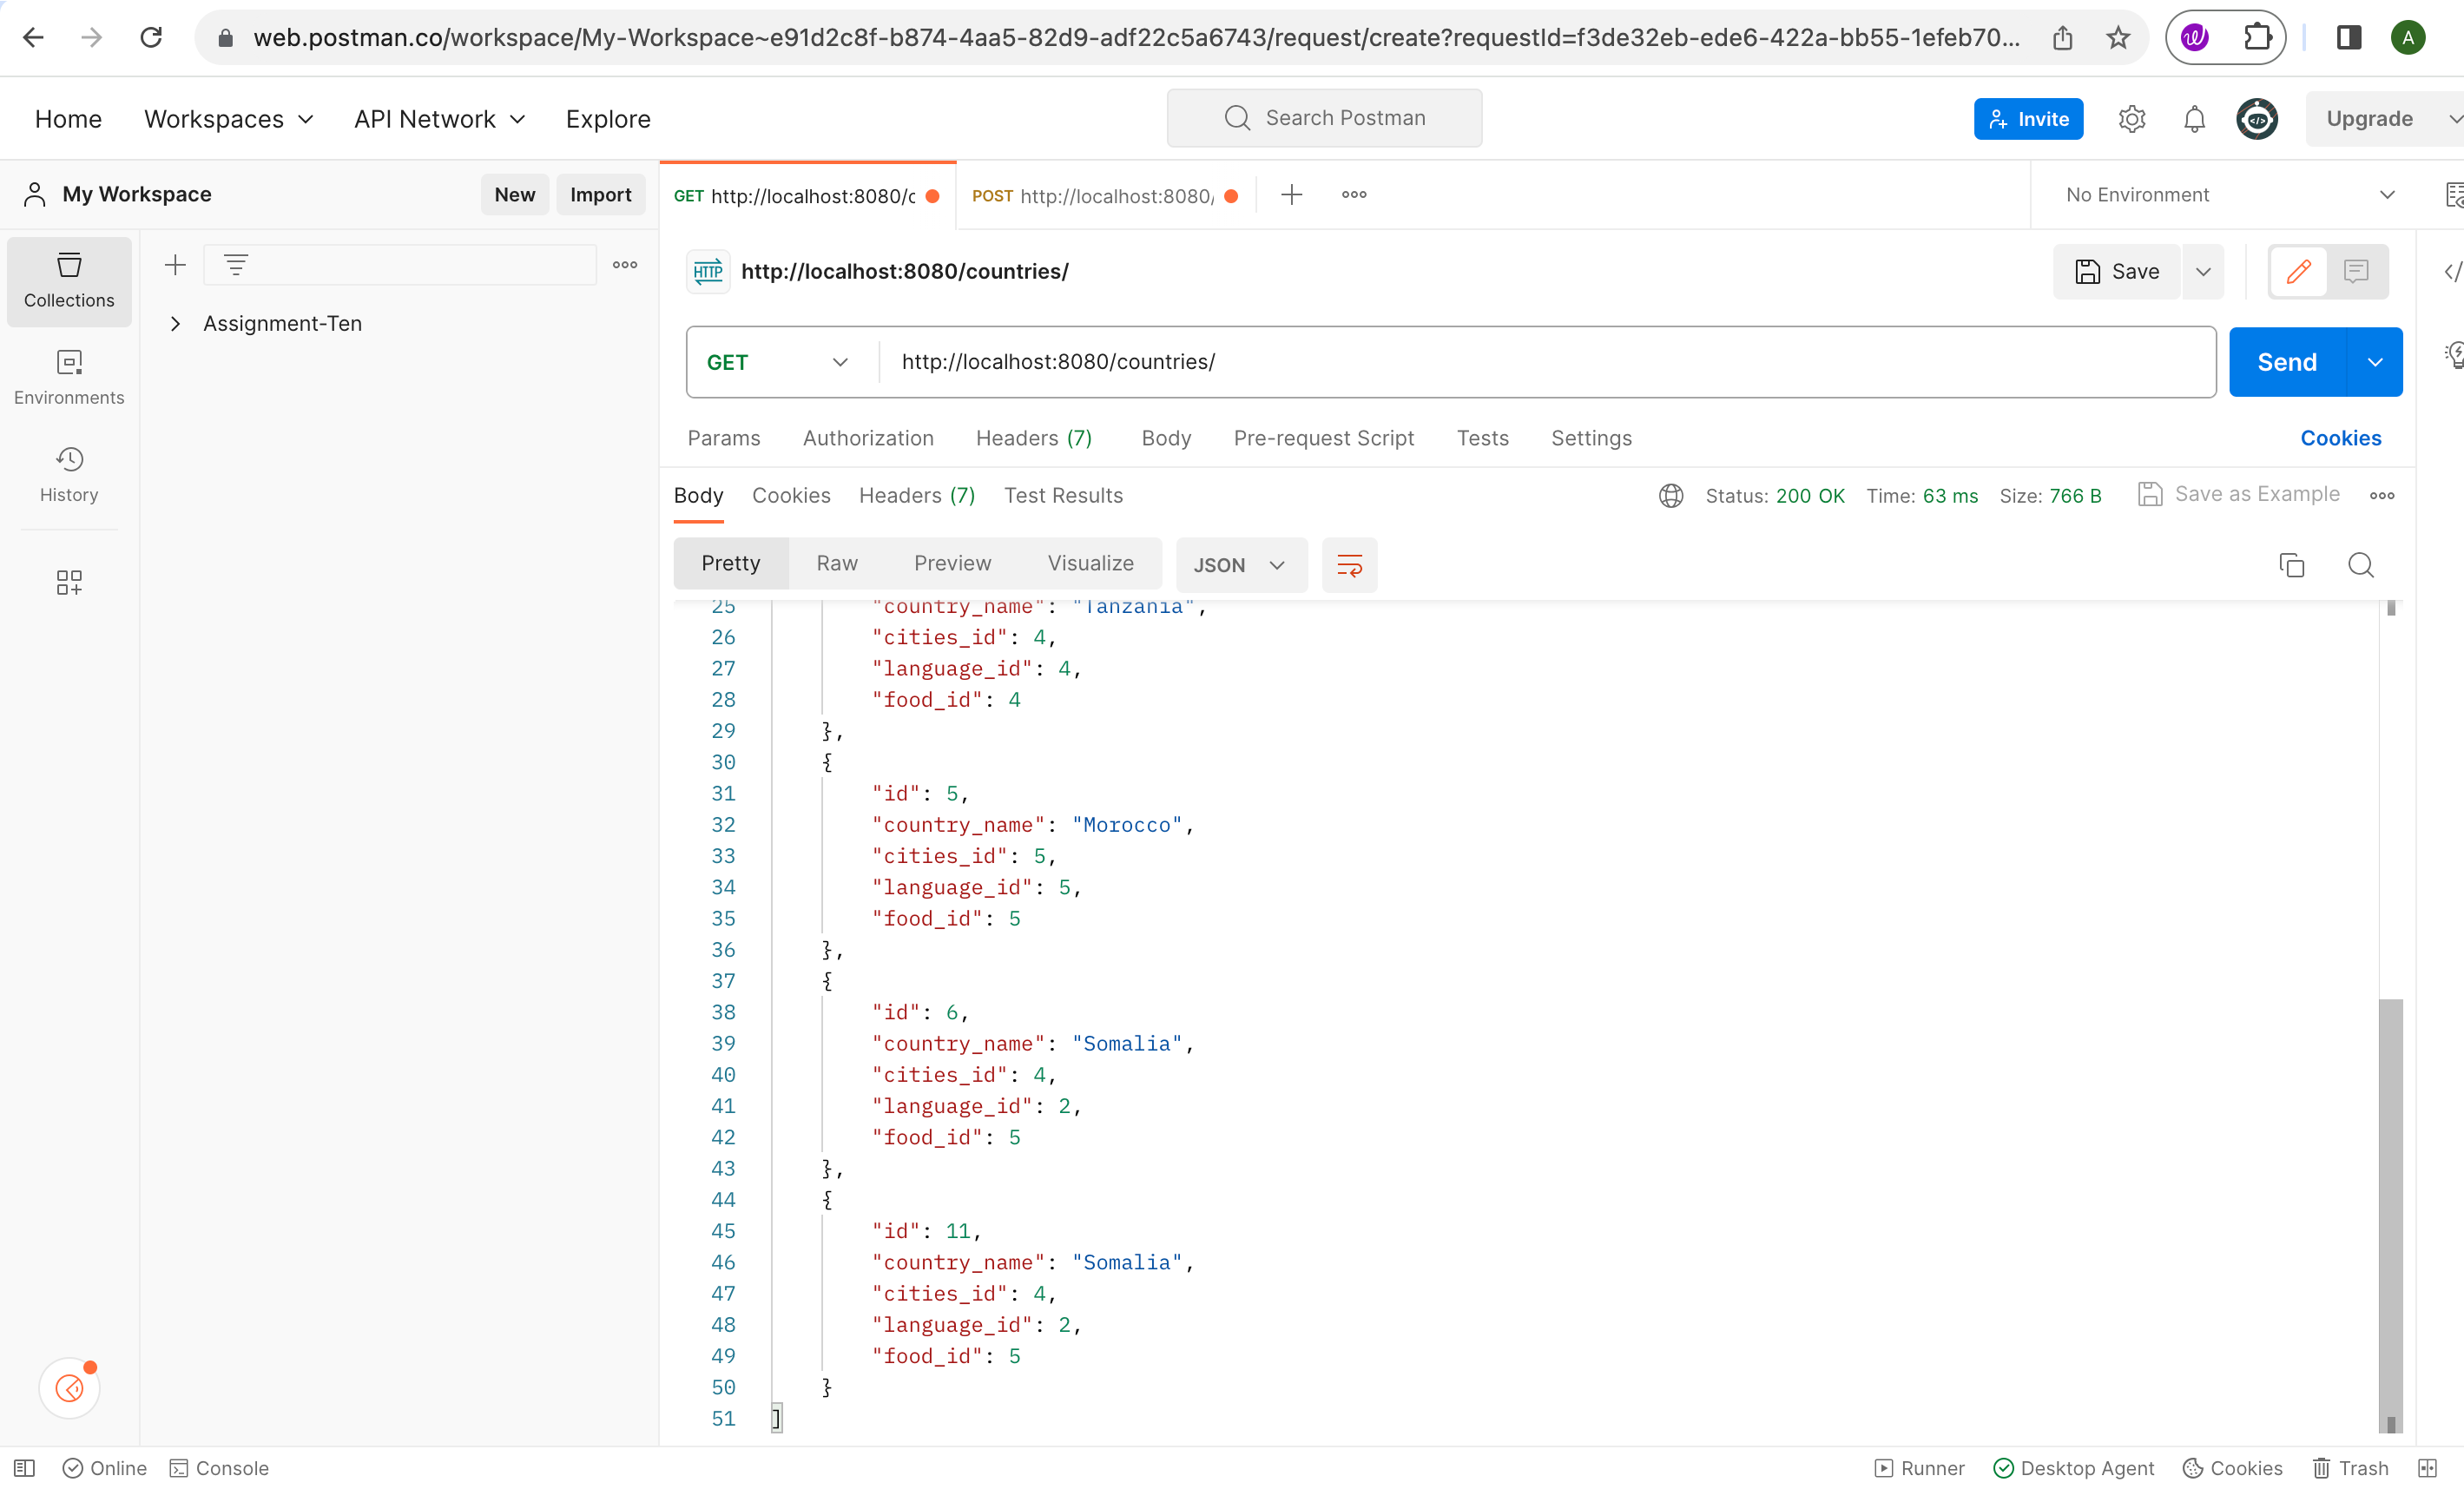 web.postman.co/workspace/My-Workspace~e91d2c8f-b874-4aa5-82d9-adf22c5a6743/request/create?requestId=f3de32eb-ede6-422a-bb55-1efeb70...
A
Home Workspaces API Network Explore
Search Postman
Invite
Upgrade
My Workspace
New
Import
GET http://localhost:8080/c
POST http://localhost:8080/
No Environment
Collections
Environments
History
Assignment-Ten
HTTP
http://localhost:8080/countries/
Save
GET
http://localhost:8080/countries/
Send
Params Authorization Headers (7) Body Pre-request Script Tests Settings
Cookies
Body Cookies Headers (7) Test Results
Status: 200 OK Time: 63 ms Size: 766 B
Save as Example
Pretty Raw Preview Visualize
JSON
25 "country_name": "Tanzania",
26 "cities_id": 4,
27 "language_id": 4,
28 "food_id": 4
29 },
30 {
31 "id": 5,
32 "country_name": "Morocco",
33 "cities_id": 5,
34 "language_id": 5,
35 "food_id": 5
36 },
37 {
38 "id": 6,
39 "country_name": "Somalia",
40 "cities_id": 4,
41 "language_id": 2,
42 "food_id": 5
43 },
44 {
45 "id": 11,
46 "country_name": "Somalia",
47 "cities_id": 4,
48 "language_id": 2,
49 "food_id": 5
50 }
51 ]
Online
Console
Runner
Desktop Agent
Cookies
Trash